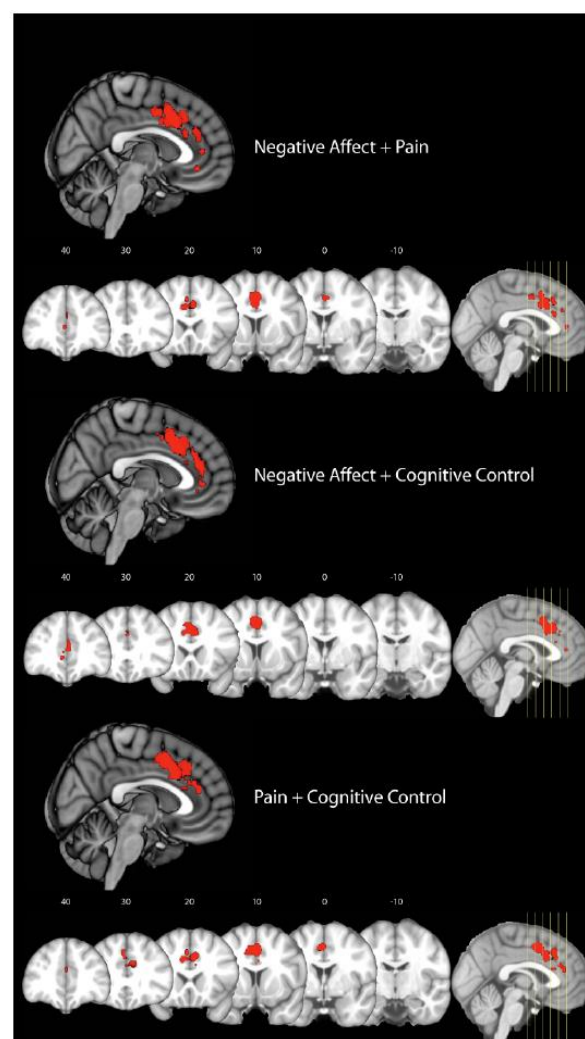 Negative Affect + Pain
40 30 20 10 0 -10
Negative Affect + Cognitive Control
40 30 20 10 0 -10
Pain + Cognitive Control
40 30 20 10 0 -10